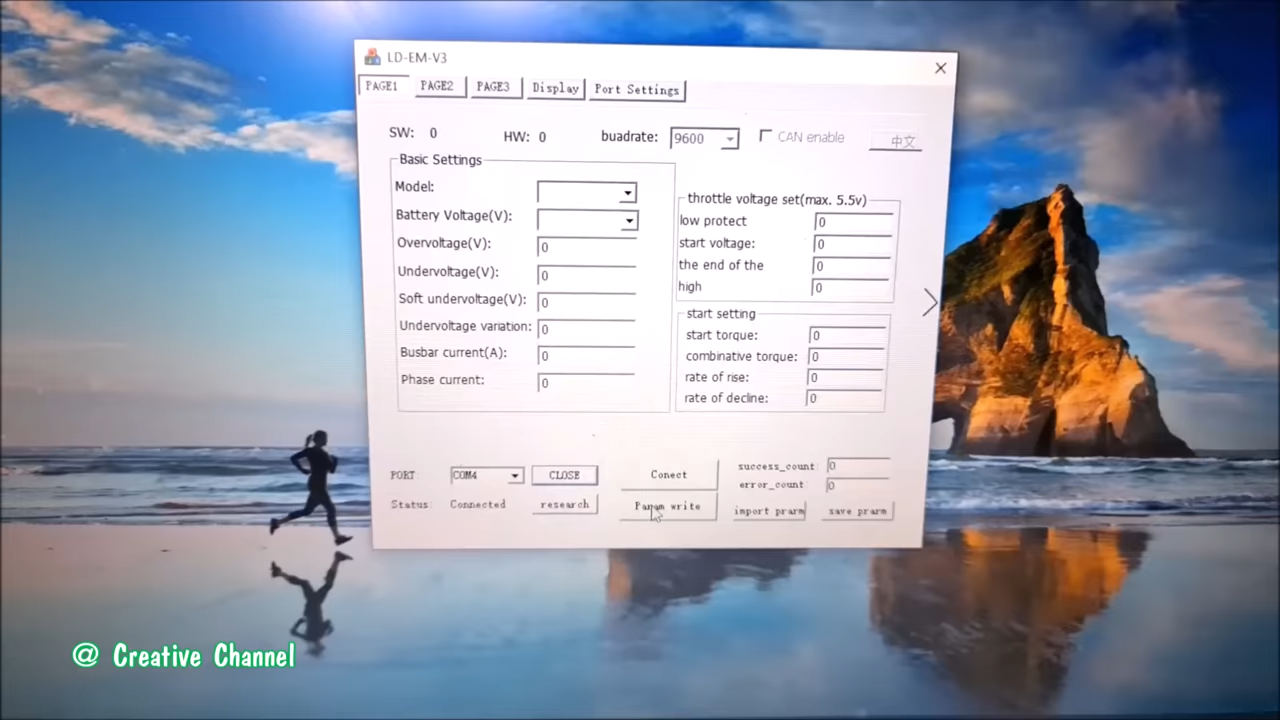 LD-EM-V3
PAGE1 PAGE2 PAGE3 Display Port Settings
SW: 0 HW: 0 buadrate: 9600 CAN enable 中文
Basic Settings
Model:
Battery Voltage(V):
Overvoltage(V): 0
Undervoltage(V): 0
Soft undervoltage(V): 0
Undervoltage variation: 0
Busbar current(A): 0
Phase current: 0
throttle voltage set(max. 5.5v)
low protect 0
start voltage: 0
the end of the 0
high 0
start setting
start torque: 0
combinative torque: 0
rate of rise: 0
rate of decline: 0
PORT: COM4 CLOSE Conect success_count: 0
error_count: 0
Status: Connected research Param write import prarm save prarm
@ Creative Channel